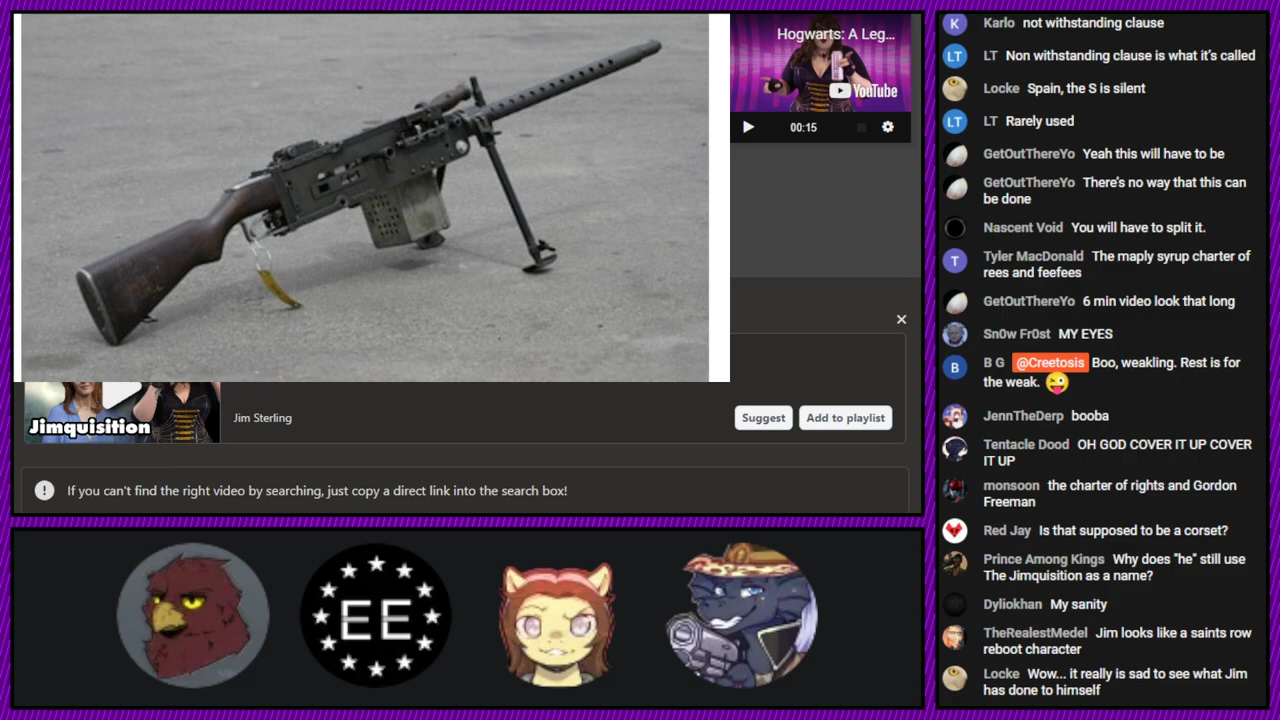 Hogwarts: A Leg...
YouTube
00:15
Jimquisition
Jim Sterling
Suggest
Add to playlist
If you can't find the right video by searching, just copy a direct link into the search box!
EE
K Karlo not withstanding clause
LT LT Non withstanding clause is what it's called
Locke Spain, the S is silent
LT LT Rarely used
GetOutThereYo Yeah this will have to be
GetOutThereYo There's no way that this can
be done
Nascent Void You will have to split it.
T Tyler MacDonald The maply syrup charter of
rees and feefees
GetOutThereYo 6 min video look that long
Sn0w Fr0st MY EYES
B B G @Creetosis Boo, weakling. Rest is for
the weak. 😜
JennTheDerp booba
Tentacle Dood OH GOD COVER IT UP COVER
IT UP
monsoon the charter of rights and Gordon
Freeman
Red Jay Is that supposed to be a corset?
Prince Among Kings Why does "he" still use
The Jimquisition as a name?
Dyliokhan My sanity
TheRealestMedel Jim looks like a saints row
reboot character
Locke Wow... it really is sad to see what Jim
has done to himself